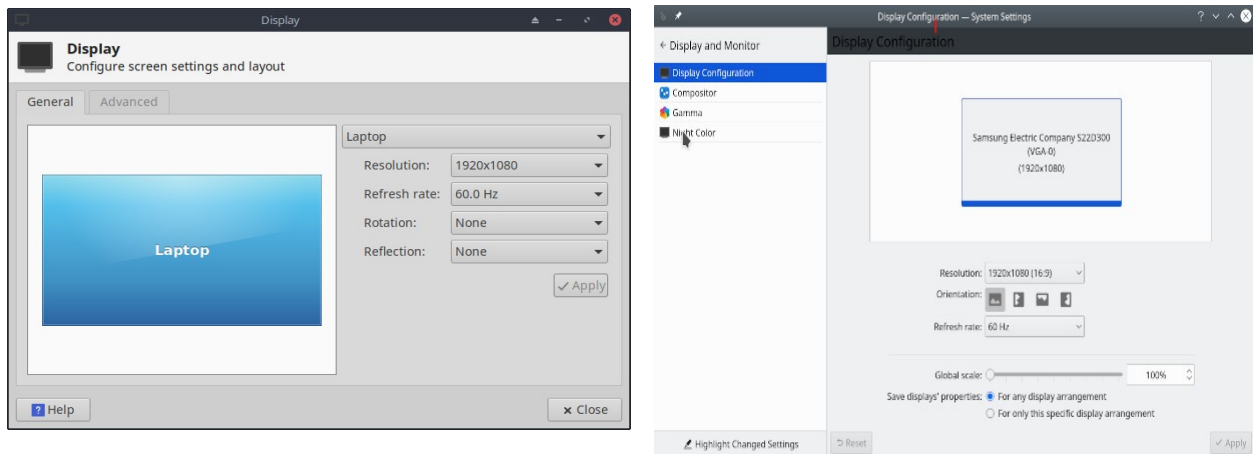 Display
Display
Configure screen settings and layout
General Advanced
Laptop
Laptop
Resolution: 1920x1080
Refresh rate: 60.0 Hz
Rotation: None
Reflection: None
Apply
Help
Close
Display Configuration — System Settings
Display and Monitor
Display Configuration
Display Configuration
Compositor
Gamma
Night Color
Samsung Electric Company S22D300
(VGA-0)
(1920x1080)
Resolution: 1920x1080 (16:9)
Orientation:
Refresh rate: 60 Hz
Global scale: 100%
Save displays' properties: For any display arrangement
For only this specific display arrangement
Highlight Changed Settings
Reset
Apply